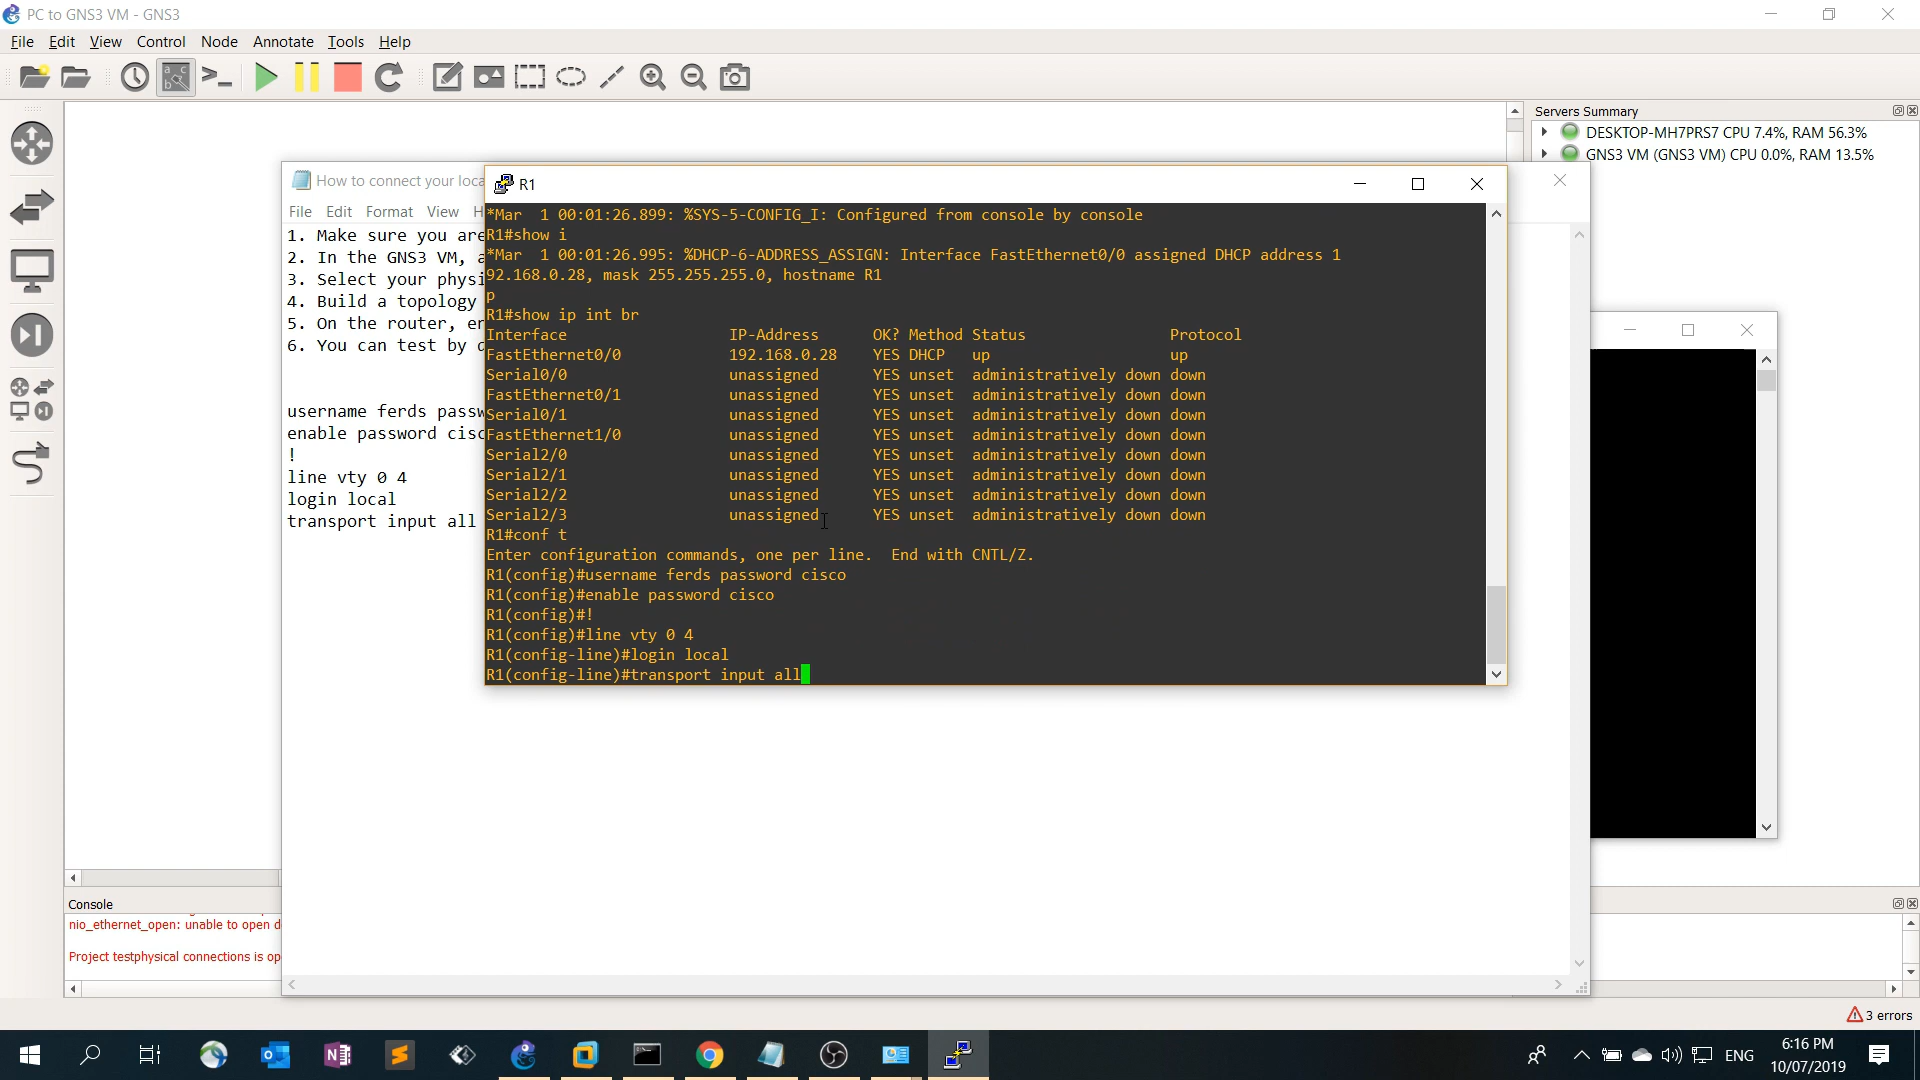 PC to GNS3 VM - GNS3
File Edit View Control Node Annotate Tools Help
Servers Summary
DESKTOP-MH7PRS7 CPU 7.4%, RAM 56.3%
GNS3 VM (GNS3 VM) CPU 0.0%, RAM 13.5%
How to connect your loca
File Edit Format View H
1. Make sure you are
2. In the GNS3 VM, a
3. Select your physi
4. Build a topology
5. On the router, en
6. You can test by d
username ferds passw
enable password cisc
!
line vty 0 4
login local
transport input all
R1
*Mar  1 00:01:26.899: %SYS-5-CONFIG_I: Configured from console by console
R1#show i
*Mar  1 00:01:26.995: %DHCP-6-ADDRESS_ASSIGN: Interface FastEthernet0/0 assigned DHCP address 1
92.168.0.28, mask 255.255.255.0, hostname R1
p
R1#show ip int br
Interface IP-Address OK? Method Status Protocol
FastEthernet0/0 192.168.0.28 YES DHCP up up
Serial0/0 unassigned YES unset administratively down down
FastEthernet0/1 unassigned YES unset administratively down down
Serial0/1 unassigned YES unset administratively down down
FastEthernet1/0 unassigned YES unset administratively down down
Serial2/0 unassigned YES unset administratively down down
Serial2/1 unassigned YES unset administratively down down
Serial2/2 unassigned YES unset administratively down down
Serial2/3 unassigned YES unset administratively down down
R1#conf t
Enter configuration commands, one per line.  End with CNTL/Z.
R1(config)#username ferds password cisco
R1(config)#enable password cisco
R1(config)#!
R1(config)#line vty 0 4
R1(config-line)#login local
R1(config-line)#transport input all
Console
nio_ethernet_open: unable to open d
Project testphysical connections is op
3 errors
ENG
6:16 PM
10/07/2019